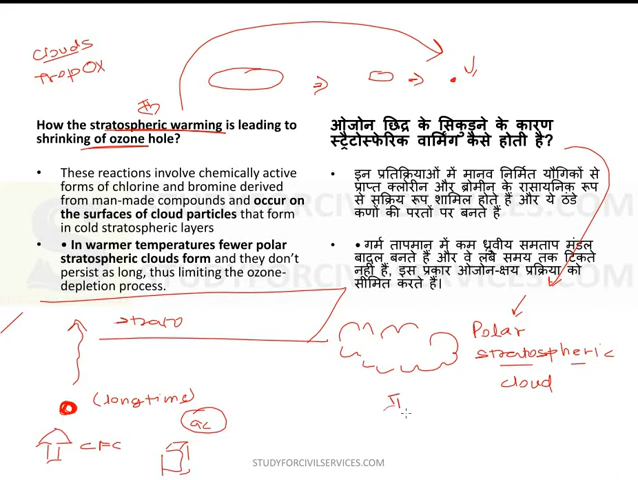 clouds
Trop OX
How the stratospheric warming is leading to
shrinking of ozone hole?
• These reactions involve chemically active
forms of chlorine and bromine derived
from man-made compounds and occur on
the surfaces of cloud particles that form
in cold stratospheric layers
• • In warmer temperatures fewer polar
stratospheric clouds form and they don't
persist as long, thus limiting the ozone-
depletion process.
ओजोन छिद्र के सिकुड़ने के कारण
स्ट्रैटोस्फेरिक वार्मिंग कैसे होती है?
• इन प्रतिक्रियाओं में मानव निर्मित यौगिकों से
प्राप्त क्लोरीन और ब्रोमीन के रासायनिक रूप
से सक्रिय रूप शामिल होते हैं और ये ठंडे
कणों की परतों पर बनते हैं
• • गर्म तापमान में कम ध्रुवीय समताप मंडल
बादल बनते हैं और वे लंबे समय तक टिकते
नहीं हैं, इस प्रकार ओजोन-क्षय प्रक्रिया को
सीमित करते हैं।
strato
Polar
stratospheric
cloud
(longtime)
ac
CFC
STUDYFORCIVILSERVICES.COM